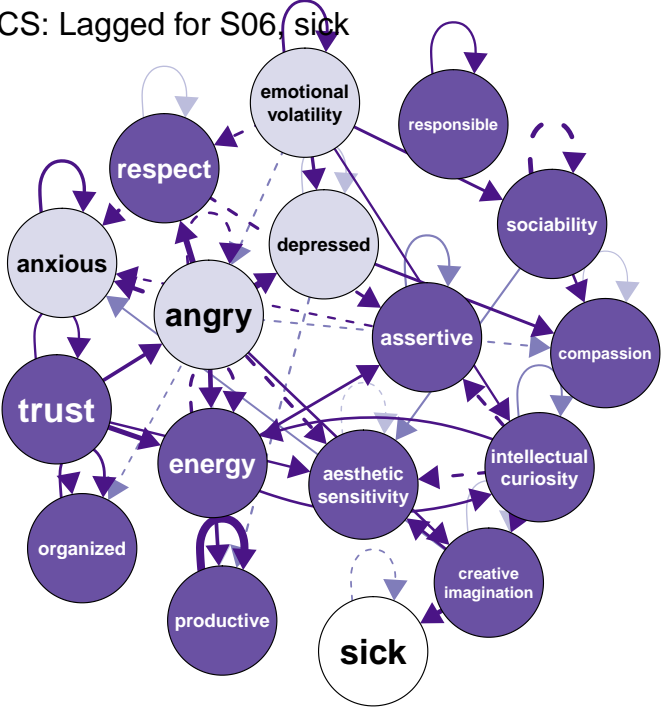 CS: Lagged for S06, sick
emotional
volatility
responsible
respect
sociability
depressed
anxious
angry
assertive
compassion
trust
energy
aesthetic
sensitivity
intellectual
curiosity
organized
creative
imagination
productive
sick